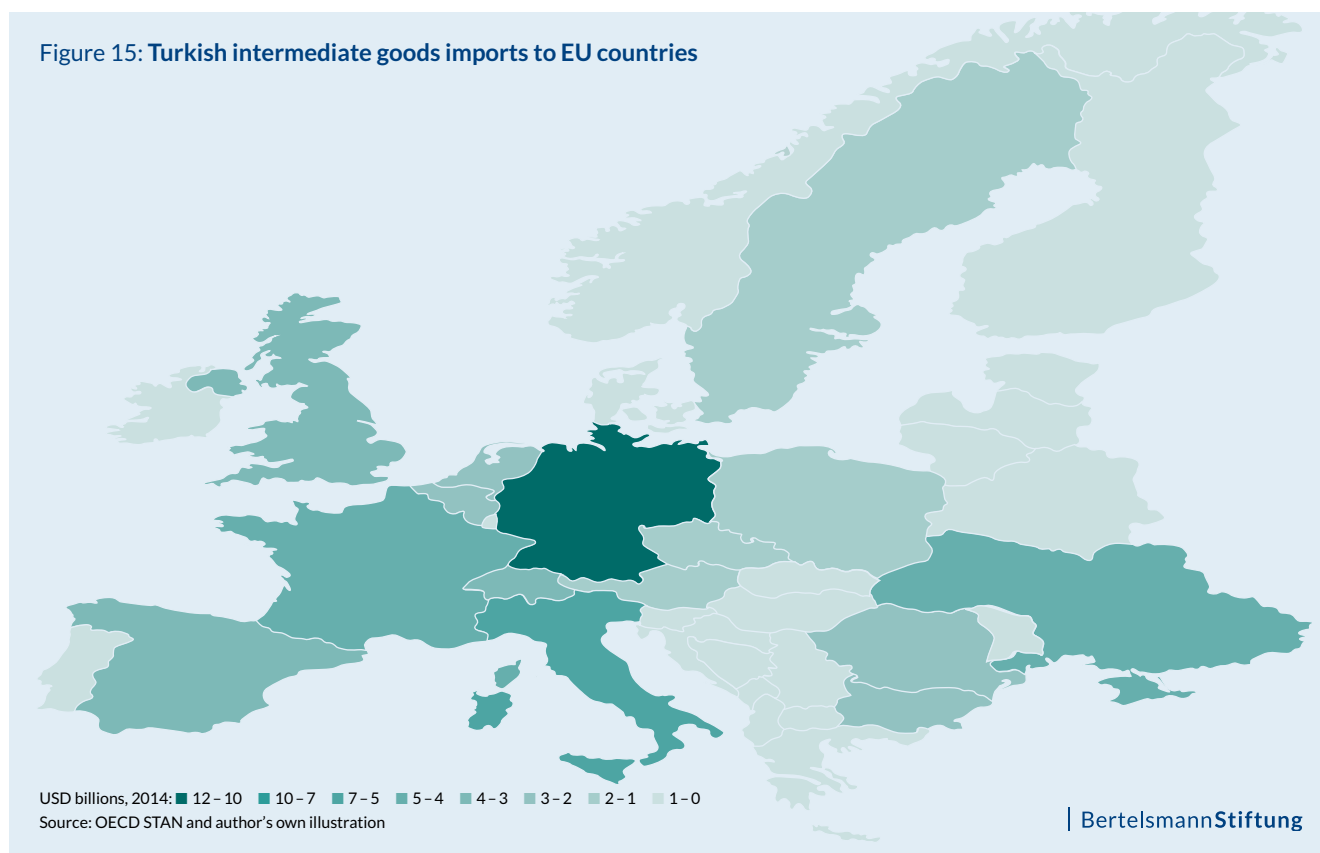 Figure 15: Turkish intermediate goods imports to EU countries
USD billions, 2014: 12 – 10 10 – 7 7 – 5 5 – 4 4 – 3 3 – 2 2 – 1 1 – 0
Source: OECD STAN and author’s own illustration
BertelsmannStiftung